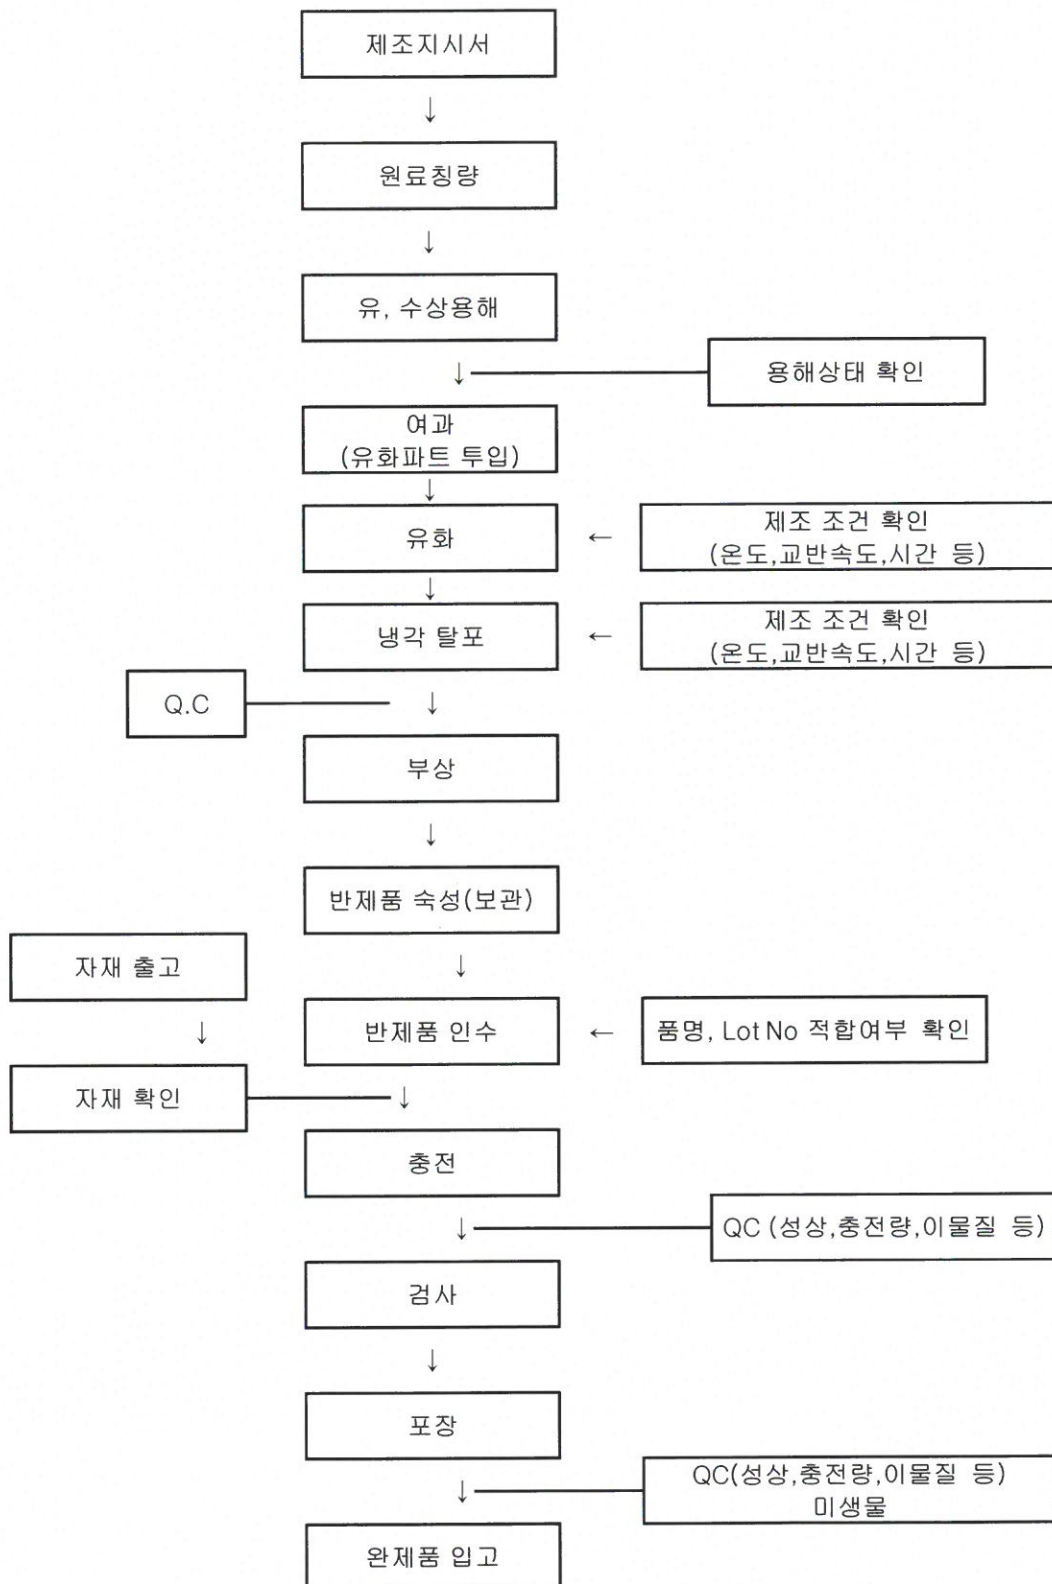 제조지시서
↓
원료칭량
↓
유, 수상용해
↓
용해상태 확인
여과
(유화파트 투입)
↓
유화
←
제조 조건 확인
(온도,교반속도,시간 등)
↓
냉각 탈포
←
제조 조건 확인
(온도,교반속도,시간 등)
Q.C
↓
부상
↓
반제품 숙성(보관)
자재 출고
↓
↓
반제품 인수
←
품명, Lot No 적합여부 확인
자재 확인
↓
충전
↓
QC (성상,충전량,이물질 등)
검사
↓
포장
↓
QC(성상,충전량,이물질 등)
미생물
완제품 입고